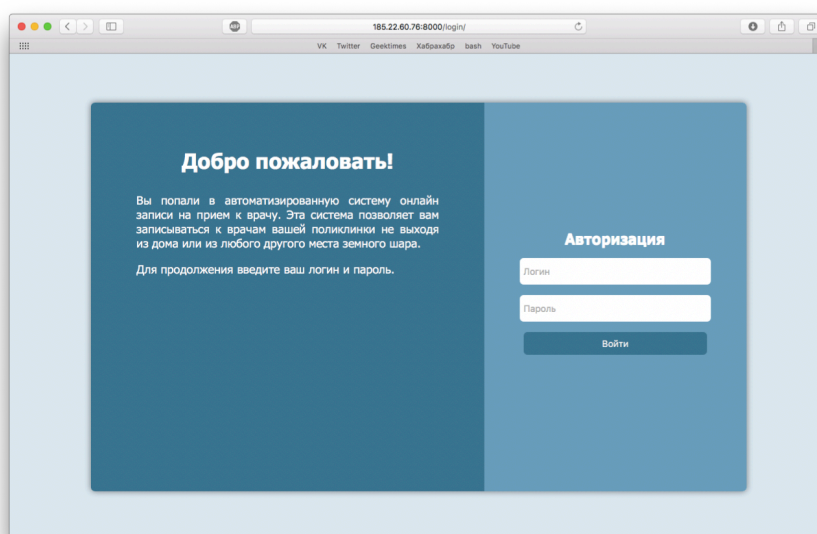 185.22.60.76:8000/login/
VK Twitter Geektimes Хабрахабр bash YouTube
Добро пожаловать!
Вы попали в автоматизированную систему онлайн
записи на прием к врачу. Эта система позволяет вам
записываться к врачам вашей поликлинки не выходя
из дома или из любого другого места земного шара.
Для продолжения введите ваш логин и пароль.
Авторизация
Логин
Пароль
Войти